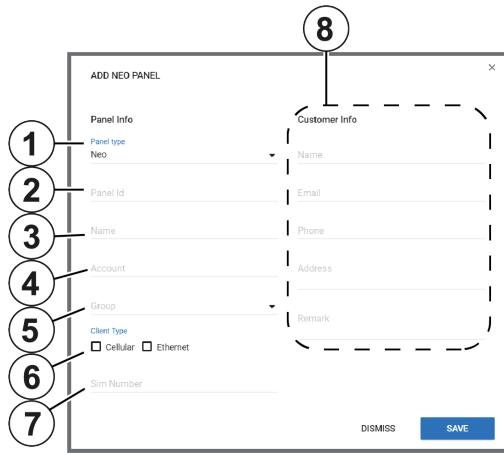 8
×
ADD NEO PANEL
Panel Info
Customer Info
1
Panel type
Neo
Name
2
Panel Id
Email
3
Name
Phone
4
Account
Address
5
Group
Remark
Client Type
6
Cellular Ethernet
7
Sim Number
DISMISS SAVE